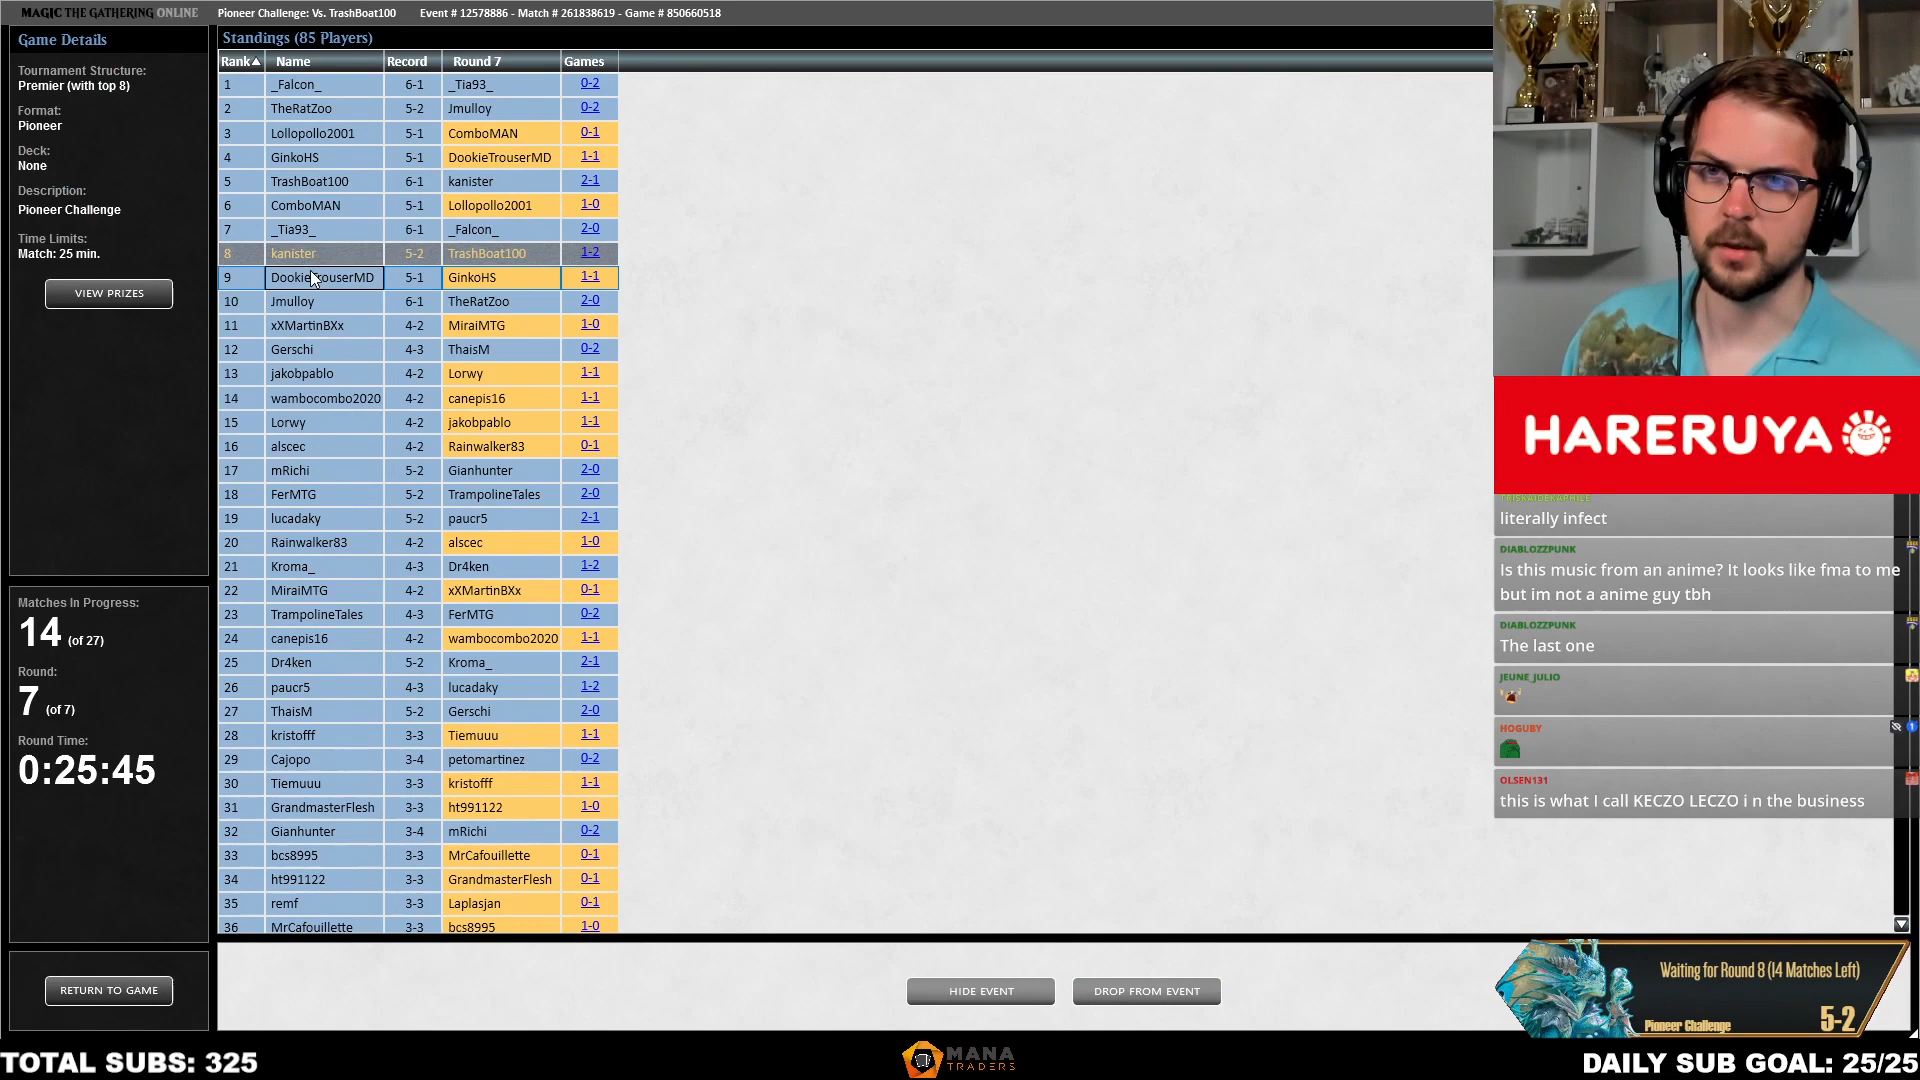 MAGIC THE GATHERING ONLINE
Pioneer Challenge: Vs. TrashBoat100 Event # 12578886 - Match # 261838619 - Game # 850660518
Game Details
Tournament Structure:
Premier (with top 8)
Format:
Pioneer
Deck:
None
Description:
Pioneer Challenge
Time Limits:
Match: 25 min.
VIEW PRIZES
Matches In Progress:
14 (of 27)
Round:
7 (of 7)
Round Time:
0:25:45
RETURN TO GAME
Standings (85 Players)
Rank Name Record Round 7 Games
1 _Falcon_ 6-1 _Tia93_ 0-2
2 TheRatZoo 5-2 Jmulloy 0-2
3 Lollopollo2001 5-1 ComboMAN 0-1
4 GinkoHS 5-1 DookieTrouserMD 1-1
5 TrashBoat100 6-1 kanister 2-1
6 ComboMAN 5-1 Lollopollo2001 1-0
7 _Tia93_ 6-1 _Falcon_ 2-0
8 kanister 5-2 TrashBoat100 1-2
9 DookieTrouserMD 5-1 GinkoHS 1-1
10 Jmulloy 6-1 TheRatZoo 2-0
11 xXMartinBXx 4-2 MiraiMTG 1-0
12 Gerschi 4-3 ThaisM 0-2
13 jakobpablo 4-2 Lorwy 1-1
14 wambocombo2020 4-2 canepis16 1-1
15 Lorwy 4-2 jakobpablo 1-1
16 alscec 4-2 Rainwalker83 0-1
17 mRichi 5-2 Gianhunter 2-0
18 FerMTG 5-2 TrampolineTales 2-0
19 lucadaky 5-2 paucr5 2-1
20 Rainwalker83 4-2 alscec 1-0
21 Kroma_ 4-3 Dr4ken 1-2
22 MiraiMTG 4-2 xXMartinBXx 0-1
23 TrampolineTales 4-3 FerMTG 0-2
24 canepis16 4-2 wambocombo2020 1-1
25 Dr4ken 5-2 Kroma_ 2-1
26 paucr5 4-3 lucadaky 1-2
27 ThaisM 5-2 Gerschi 2-0
28 kristofff 3-3 Tiemuuu 1-1
29 Cajopo 3-4 petomartinez 0-2
30 Tiemuuu 3-3 kristofff 1-1
31 GrandmasterFlesh 3-3 ht991122 1-0
32 Gianhunter 3-4 mRichi 0-2
33 bcs8995 3-3 MrCafouillette 0-1
34 ht991122 3-3 GrandmasterFlesh 0-1
35 remf 3-3 Laplasjan 0-1
36 MrCafouillette 3-3 bcs8995 1-0
HIDE EVENT
DROP FROM EVENT
HARERUYA
TRISKAIDEKAPHILE
literally infect
DIABLOZZPUNK
Is this music from an anime? It looks like fma to me
but im not a anime guy tbh
DIABLOZZPUNK
The last one
JEUNE_JULIO
HOGUBY
OLSEN131
this is what I call KECZO LECZO i n the business
Waiting for Round 8 (14 Matches Left)
Pioneer Challenge
5-2
TOTAL SUBS: 325
MANA
TRADERS
DAILY SUB GOAL: 25/25